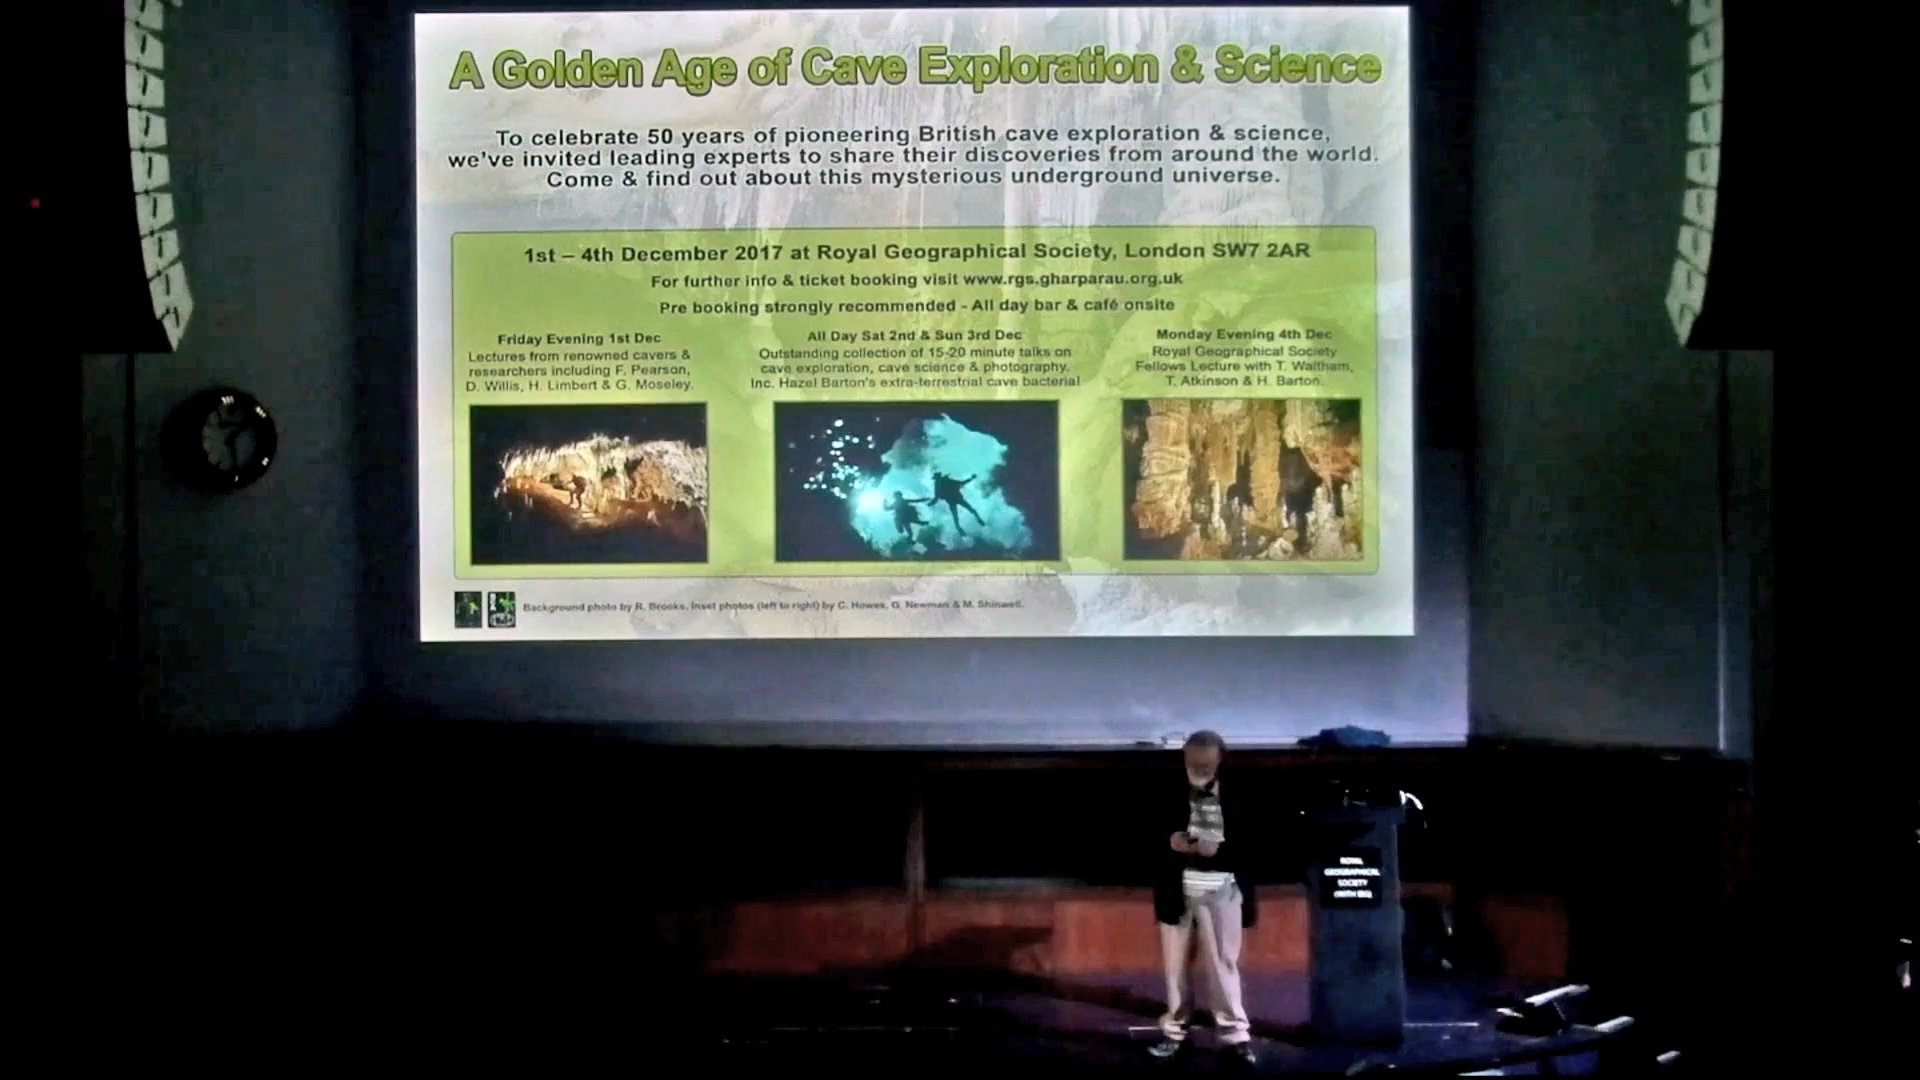 A Golden Age of Cave Exploration & Science
To celebrate 50 years of pioneering British cave exploration & science,
we've invited leading experts to share their discoveries from around the world.
Come & find out about this mysterious underground universe.
1st – 4th December 2017 at Royal Geographical Society, London SW7 2AR
For further info & ticket booking visit www.rgs.gharparau.org.uk
Pre booking strongly recommended - All day bar & café onsite
Friday Evening 1st Dec
Lectures from renowned cavers &
researchers including F. Pearson,
D. Willis, H. Limbert & G. Moseley.
All Day Sat 2nd & Sun 3rd Dec
Outstanding collection of 15-20 minute talks on
cave exploration, cave science & photography.
Inc. Hazel Barton's extra-terrestrial cave bacterial
Monday Evening 4th Dec
Royal Geographical Society
Fellows Lecture with T. Waltham,
T. Atkinson & H. Barton.
Background photo by R. Brooks. Inset photos (left to right) by C. Howes, G. Newman & M. Shinwell.
ROYAL
GEOGRAPHICAL
SOCIETY
(WITH IBG)